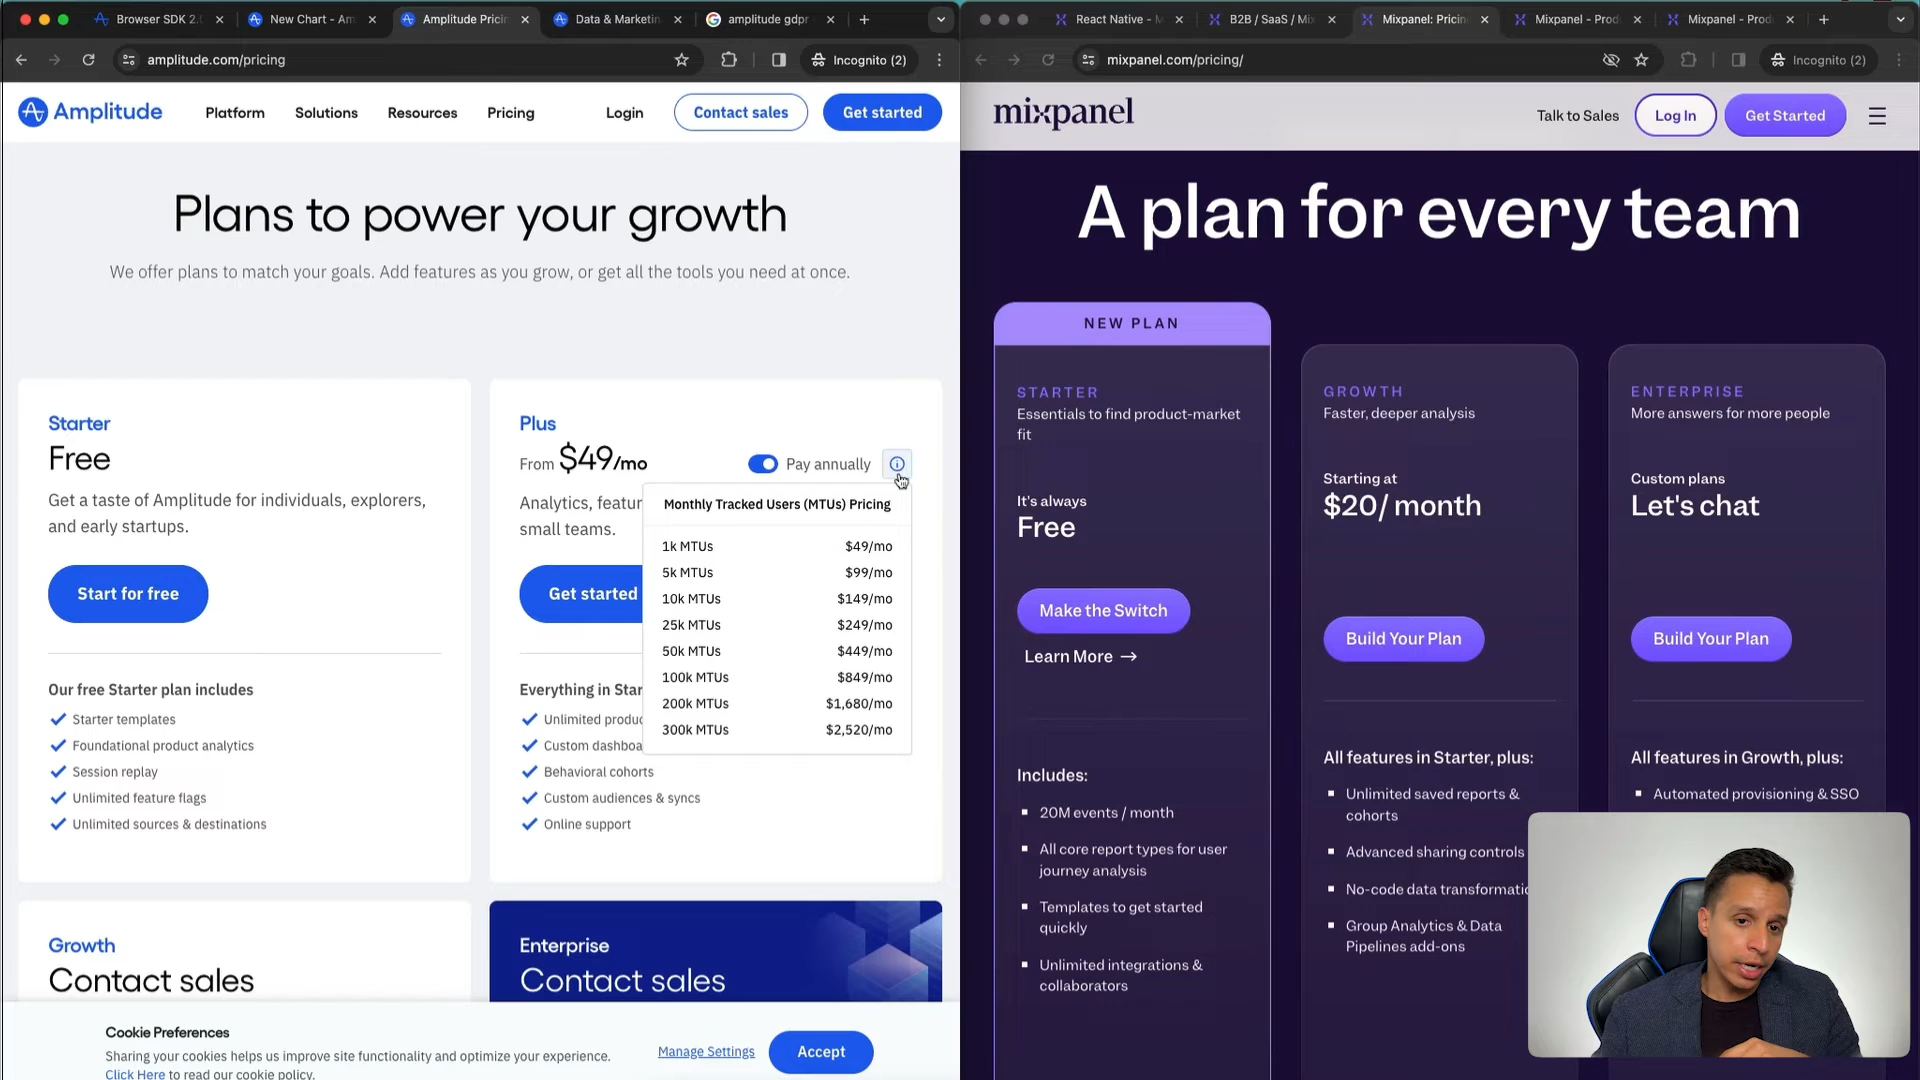 Browser SDK 2.
New Chart - Am
Amplitude Pricin
Data & Marketin
amplitude gdpr
amplitude.com/pricing
Incognito (2)
Amplitude
Platform
Solutions
Resources
Pricing
Login
Contact sales
Get started
Plans to power your growth
We offer plans to match your goals. Add features as you grow, or get all the tools you need at once.
Starter
Free
Get a taste of Amplitude for individuals, explorers,
and early startups.
Start for free
Our free Starter plan includes
Starter templates
Foundational product analytics
Session replay
Unlimited feature flags
Unlimited sources & destinations
Plus
From $49/mo
Pay annually
Analytics, featur
small teams.
Get started
Monthly Tracked Users (MTUs) Pricing
1k MTUs $49/mo
5k MTUs $99/mo
10k MTUs $149/mo
25k MTUs $249/mo
50k MTUs $449/mo
100k MTUs $849/mo
200k MTUs $1,680/mo
300k MTUs $2,520/mo
Everything in Star
Unlimited produc
Custom dashboa
Behavioral cohorts
Custom audiences & syncs
Online support
Growth
Contact sales
Enterprise
Contact sales
Cookie Preferences
Sharing your cookies helps us improve site functionality and optimize your experience.
Click Here to read our cookie policy.
Manage Settings
Accept
React Native - M
B2B / SaaS / Mix
Mixpanel: Pricin
Mixpanel - Prod
Mixpanel - Prod
mixpanel.com/pricing/
Incognito (2)
mixpanel
Talk to Sales
Log In
Get Started
A plan for every team
NEW PLAN
STARTER
Essentials to find product-market
fit
It's always
Free
Make the Switch
Learn More →
Includes:
20M events / month
All core report types for user
journey analysis
Templates to get started
quickly
Unlimited integrations &
collaborators
GROWTH
Faster, deeper analysis
Starting at
$20/ month
Build Your Plan
All features in Starter, plus:
Unlimited saved reports &
cohorts
Advanced sharing controls
No-code data transformatio
Group Analytics & Data
Pipelines add-ons
ENTERPRISE
More answers for more people
Custom plans
Let's chat
Build Your Plan
All features in Growth, plus:
Automated provisioning & SSO